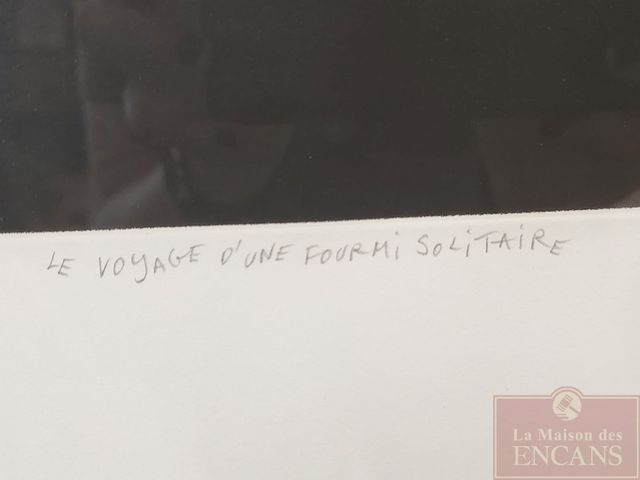 LE VOYAGE D'UNE FOURMi SOLiTAiRE
La Maison des
ENCANS